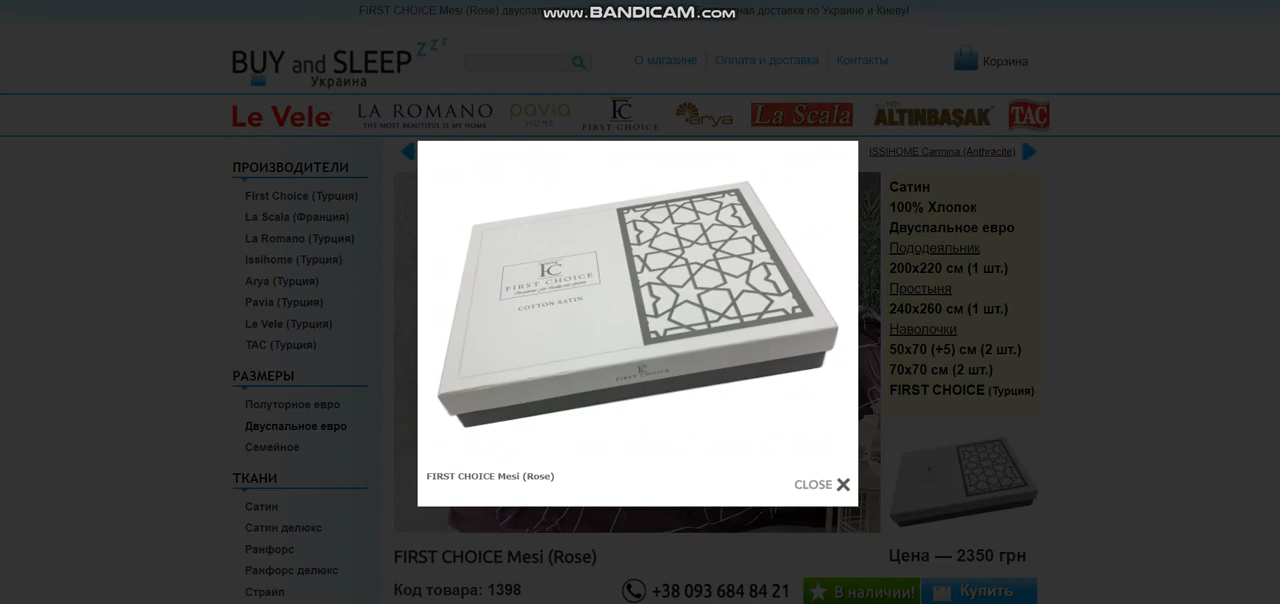 FIRST CHOICE Mesi (Rose) двуспал
www.BANDICAM.com
ная доставка по Украине и Киеву!
BUY and SLEEP
z z z
Украина
О магазине
Оплата и доставка
Контакты
Корзина
Le Vele
LA ROMANO
THE MOST BEAUTIFUL IS MY HOME
pavia
HOME
FC
FIRST CHOICE
arya
La Scala
ALTINBAŞAK
TAC
ПРОИЗВОДИТЕЛИ
First Choice (Турция)
La Scala (Франция)
La Romano (Турция)
Issihome (Турция)
Arya (Турция)
Pavia (Турция)
Le Vele (Турция)
TAC (Турция)
РАЗМЕРЫ
Полуторное евро
Двуспальное евро
Семейное
ТКАНИ
Сатин
Сатин делюкс
Ранфорс
Ранфорс делюкс
Страйп
ISSIHOME Carmina (Anthracite)
FC
FIRST CHOICE
COTTON SATIN
FIRST CHOICE
FIRST CHOICE Mesi (Rose)
CLOSE
Сатин
100% Хлопок
Двуспальное евро
Пододеяльник
200х220 см (1 шт.)
Простыня
240х260 см (1 шт.)
Наволочки
50х70 (+5) см (2 шт.)
70х70 см (2 шт.)
FIRST CHOICE (Турция)
FIRST CHOICE Mesi (Rose)
Цена — 2350 грн
Код товара: 1398
+38 093 684 84 21
В наличии!
Купить